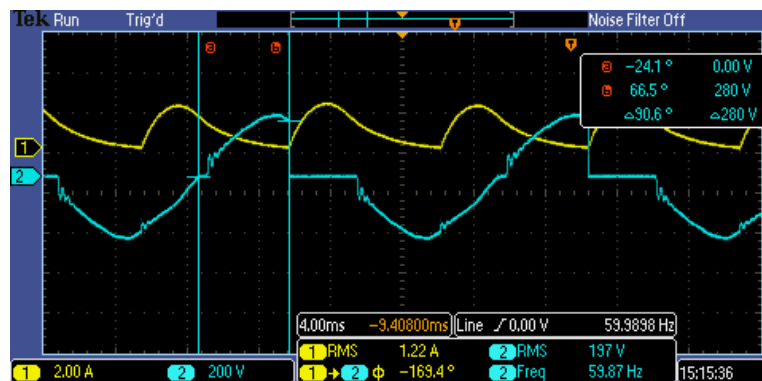 Tek Run Trig'd Noise Filter Off
a b T T
a −24.1° 0.00 V
b 66.5° 280 V
△90.6° △280 V
1
2
4.00ms −9.40800ms Line ⁄ 0.00 V 59.9898 Hz
1 RMS 1.22 A 2 RMS 197 V
1 2.00 A 2 200 V 1 → 2 ϕ −169.4° 2 Freq 59.87 Hz 15:15:36